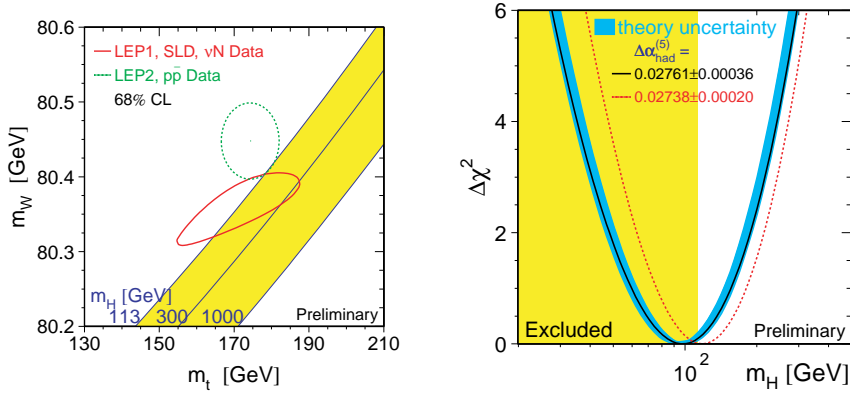 80.6
80.5
80.4
80.3
80.2
m_W [GeV]
LEP1, SLD, νN Data
LEP2, pp̄ Data
68% CL
m_H [GeV]
113 300 1000
Preliminary
130 150 170 190 210
m_t [GeV]
6
4
2
0
Δχ²
theory uncertainty
Δα_had^(5) =
0.02761±0.00036
0.02738±0.00020
Excluded
Preliminary
10²
m_H [GeV]